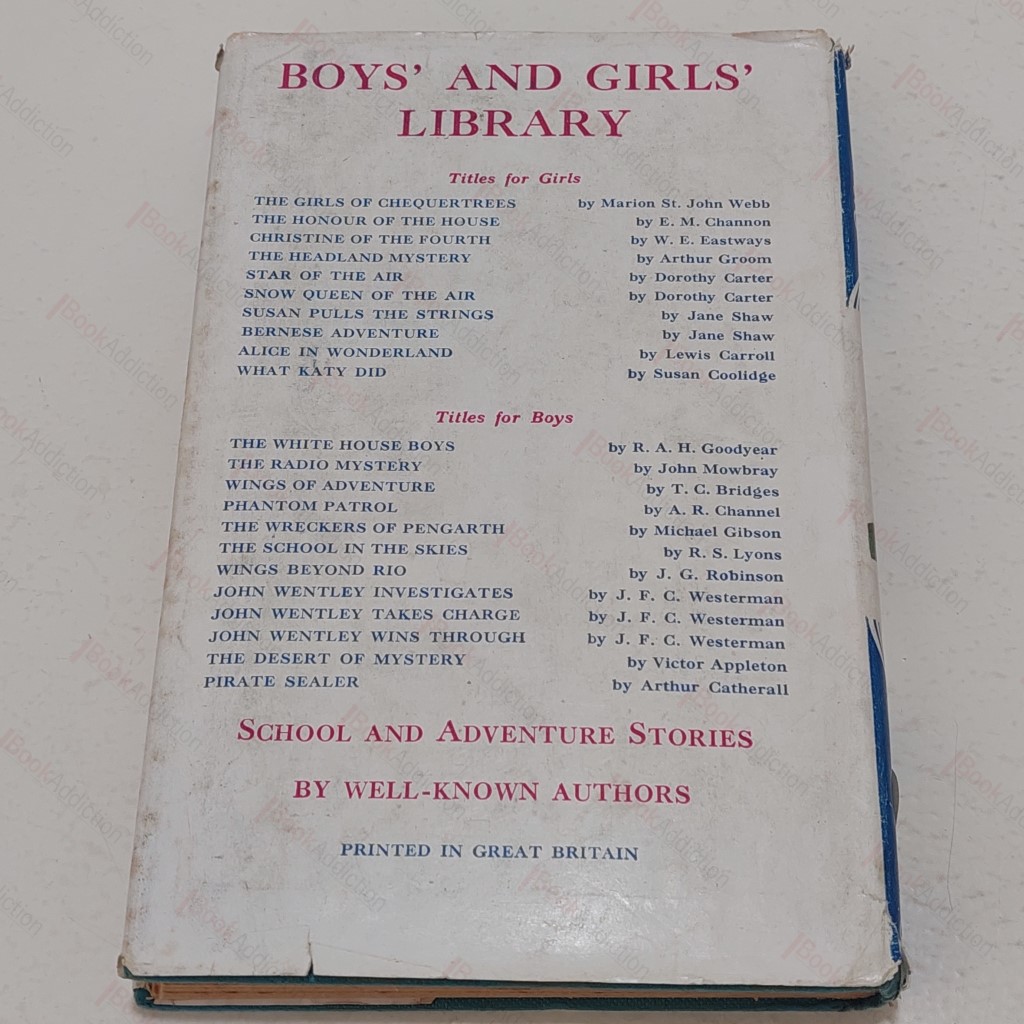 BOYS' AND GIRLS'
LIBRARY
Titles for Girls
THE GIRLS OF CHEQUERTREES by Marion St. John Webb
THE HONOUR OF THE HOUSE by E. M. Channon
CHRISTINE OF THE FOURTH by W. E. Eastways
THE HEADLAND MYSTERY by Arthur Groom
STAR OF THE AIR by Dorothy Carter
SNOW QUEEN OF THE AIR by Dorothy Carter
SUSAN PULLS THE STRINGS by Jane Shaw
BERNESE ADVENTURE by Jane Shaw
ALICE IN WONDERLAND by Lewis Carroll
WHAT KATY DID by Susan Coolidge
Titles for Boys
THE WHITE HOUSE BOYS by R. A. H. Goodyear
THE RADIO MYSTERY by John Mowbray
WINGS OF ADVENTURE by T. C. Bridges
PHANTOM PATROL by A. R. Channel
THE WRECKERS OF PENGARTH by Michael Gibson
THE SCHOOL IN THE SKIES by R. S. Lyons
WINGS BEYOND RIO by J. G. Robinson
JOHN WENTLEY INVESTIGATES by J. F. C. Westerman
JOHN WENTLEY TAKES CHARGE by J. F. C. Westerman
JOHN WENTLEY WINS THROUGH by J. F. C. Westerman
THE DESERT OF MYSTERY by Victor Appleton
PIRATE SEALER by Arthur Catherall
SCHOOL AND ADVENTURE STORIES
BY WELL-KNOWN AUTHORS
PRINTED IN GREAT BRITAIN
BookAddiction